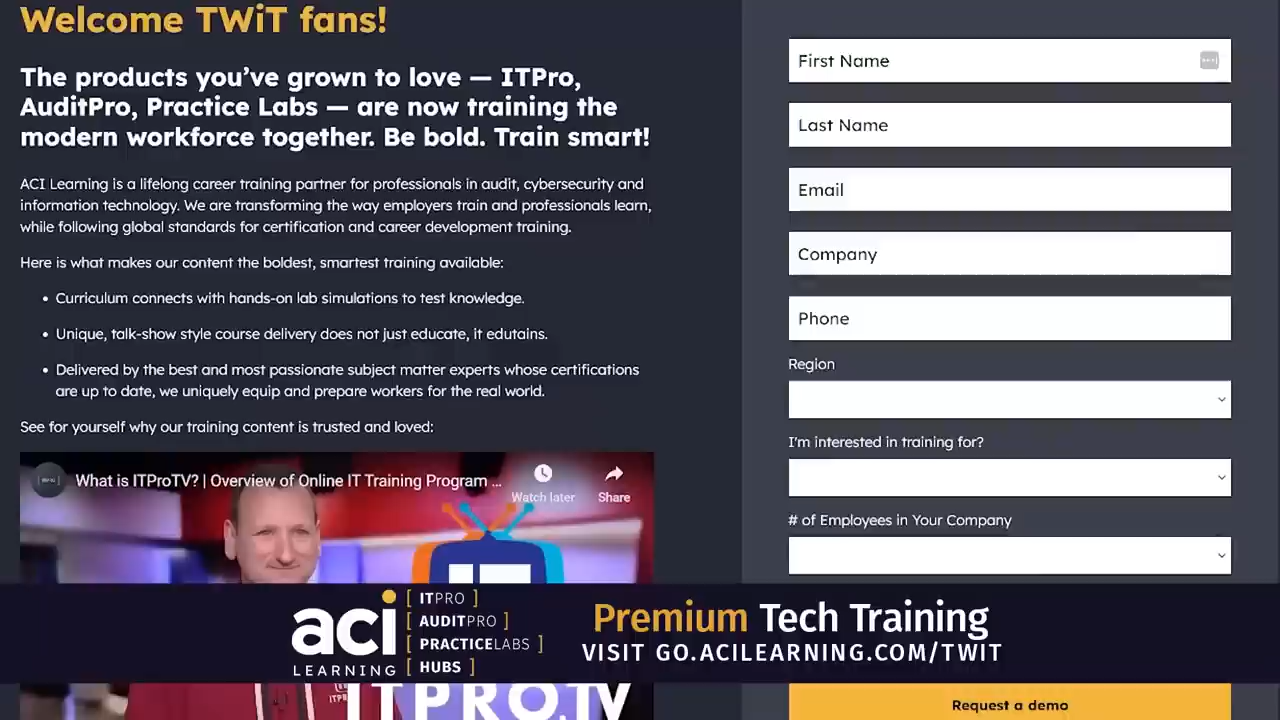 Welcome TWiT fans!
The products you've grown to love — ITPro,
AuditPro, Practice Labs — are now training the
modern workforce together. Be bold. Train smart!
ACI Learning is a lifelong career training partner for professionals in audit, cybersecurity and
information technology. We are transforming the way employers train and professionals learn,
while following global standards for certification and career development training.
Here is what makes our content the boldest, smartest training available:
• Curriculum connects with hands-on lab simulations to test knowledge.
• Unique, talk-show style course delivery does not just educate, it edutains.
• Delivered by the best and most passionate subject matter experts whose certifications
are up to date, we uniquely equip and prepare workers for the real world.
See for yourself why our training content is trusted and loved:
What is ITProTV? | Overview of Online IT Training Program ...
Watch later
Share
First Name
Last Name
Email
Company
Phone
Region
I'm interested in training for?
# of Employees in Your Company
aci
LEARNING
[ ITPRO ]
[ AUDITPRO ]
[ PRACTICELABS ]
[ HUBS ]
Premium Tech Training
VISIT GO.ACILEARNING.COM/TWIT
ITPRO.TV
Request a demo